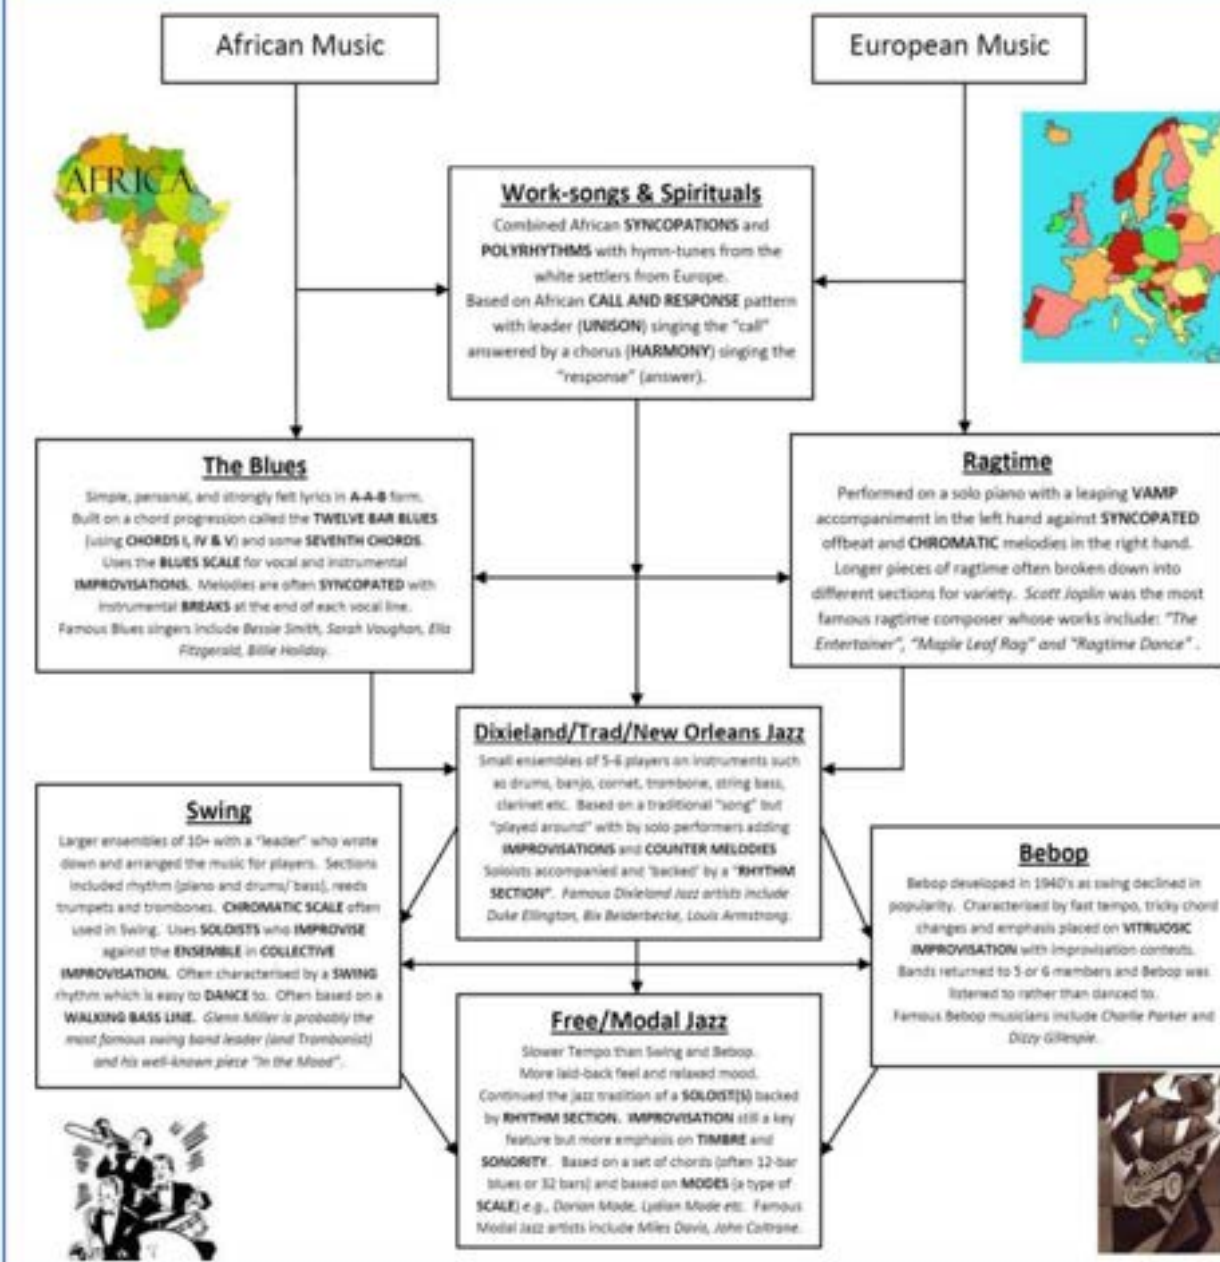 African Music
European Music
AFRICA
Work-songs & Spirituals
Combined African SYNCOPATIONS and
POLYRHYTHMS with hymn-tunes from the
white settlers from Europe.
Based on African CALL AND RESPONSE pattern
with leader (UNISON) singing the "call"
answered by a chorus (HARMONY) singing the
"response" (answer).
The Blues
Simple, personal, and strongly felt lyrics in A-A-B form.
Built on a chord progression called the TWELVE BAR BLUES
(using CHORDS I, IV & V) and some SEVENTH CHORDS.
Uses the BLUES SCALE for vocal and instrumental
IMPROVISATIONS. Melodies are often SYNCOPATED with
instrumental BREAKS at the end of each vocal line.
Famous Blues singers include Bessie Smith, Sarah Vaughan, Ella
Fitzgerald, Billie Holiday.
Ragtime
Performed on a solo piano with a leaping VAMP
accompaniment in the left hand against SYNCOPATED
offbeat and CHROMATIC melodies in the right hand.
Longer pieces of ragtime often broken down into
different sections for variety. Scott Joplin was the most
famous ragtime composer whose works include: "The
Entertainer", "Maple Leaf Rag" and "Ragtime Dance" .
Dixieland/Trad/New Orleans Jazz
Small ensembles of 5-6 players on instruments such
as drums, banjo, cornet, trombone, string bass,
clarinet etc. Based on a traditional "song" but
"played around" with by solo performers adding
IMPROVISATIONS and COUNTER MELODIES
Soloists accompanied and 'backed' by a "RHYTHM
SECTION". Famous Dixieland Jazz artists include
Duke Ellington, Bix Beiderbecke, Louis Armstrong.
Swing
Larger ensembles of 10+ with a "leader" who wrote
down and arranged the music for players. Sections
included rhythm (piano and drums/ bass), reeds
trumpets and trombones. CHROMATIC SCALE often
used in Swing. Uses SOLOISTS who IMPROVISE
against the ENSEMBLE in COLLECTIVE
IMPROVISATION. Often characterised by a SWING
rhythm which is easy to DANCE to. Often based on a
WALKING BASS LINE. Glenn Miller is probably the
most famous swing band leader (and Trombonist)
and his well-known piece "In the Mood".
Bebop
Bebop developed in 1940's as swing declined in
popularity. Characterised by fast tempo, tricky chord
changes and emphasis placed on VITRUOSIC
IMPROVISATION with improvisation contests.
Bands returned to 5 or 6 members and Bebop was
listened to rather than danced to.
Famous Bebop musicians include Charlie Parker and
Dizzy Gillespie.
Free/Modal Jazz
Slower Tempo than Swing and Bebop.
More laid-back feel and relaxed mood.
Continued the jazz tradition of a SOLOIST(S) backed
by RHYTHM SECTION. IMPROVISATION still a key
feature but more emphasis on TIMBRE and
SONORITY. Based on a set of chords (often 12-bar
blues or 32 bars) and based on MODES (a type of
SCALE) e.g., Dorian Mode, Lydian Mode etc. Famous
Modal Jazz artists include Miles Davis, John Coltrane.